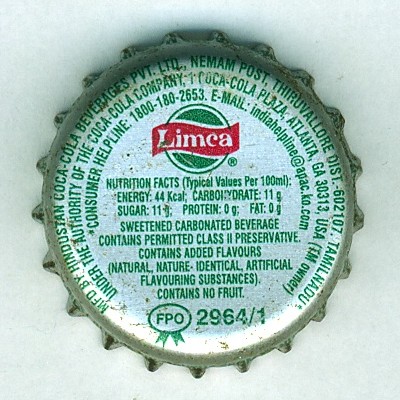 MFD. BY HINDUSTAN COCA-COLA BEVERAGES PVT. LTD., NEMAM POST, THIRUVALLORE DIST.-602107, TAMILNADU*
UNDER THE AUTHORITY OF THE COCA-COLA COMPANY, 1 COCA-COLA PLAZA, ATLANTA, GA 30313, USA (TM Owner)
*CONSUMER HELPLINE: 1800-180-2653. E-MAIL: indiahelpline@apac.ko.com
Limca
®
NUTRITION FACTS (Typical Values Per 100ml):
ENERGY: 44 Kcal; CARBOHYDRATE: 11 g
SUGAR: 11 g; PROTEIN: 0 g; FAT: 0 g
SWEETENED CARBONATED BEVERAGE
CONTAINS PERMITTED CLASS II PRESERVATIVE.
CONTAINS ADDED FLAVOURS
(NATURAL, NATURE- IDENTICAL, ARTIFICIAL
FLAVOURING SUBSTANCES).
CONTAINS NO FRUIT.
FPO 2964/1